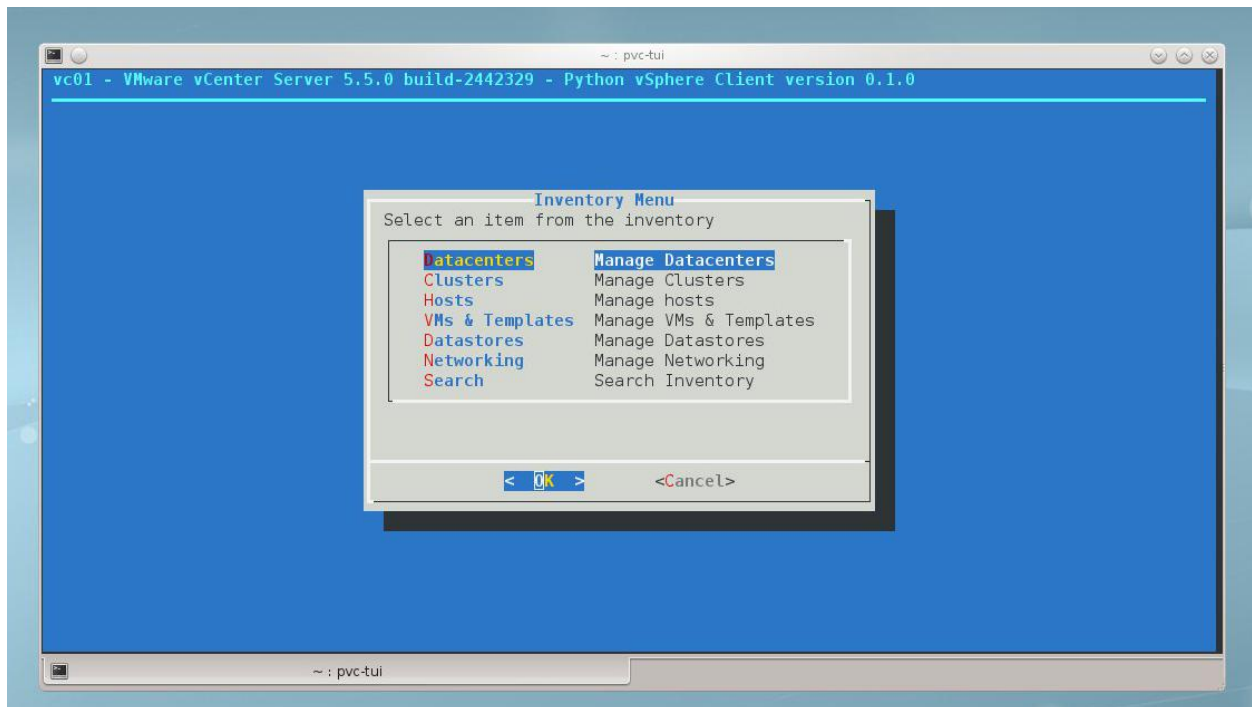 ~ : pvc-tui
vc01 - VMware vCenter Server 5.5.0 build-2442329 - Python vSphere Client version 0.1.0
Inventory Menu
Select an item from the inventory
Datacenters Manage Datacenters
Clusters Manage Clusters
Hosts Manage hosts
VMs & Templates Manage VMs & Templates
Datastores Manage Datastores
Networking Manage Networking
Search Search Inventory
< OK > <Cancel>
~ : pvc-tui